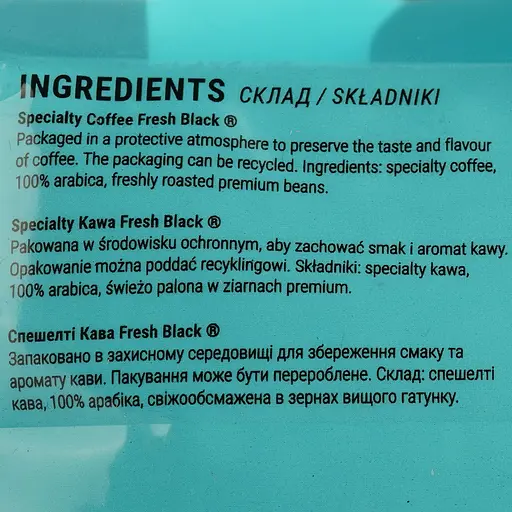 INGREDIENTS СКЛАД / SKŁADNIKI
Specialty Coffee Fresh Black ®
Packaged in a protective atmosphere to preserve the taste and flavour
of coffee. The packaging can be recycled. Ingredients: specialty coffee,
100% arabica, freshly roasted premium beans.
Specialty Kawa Fresh Black ®
Pakowana w środowisku ochronnym, aby zachować smak i aromat kawy.
Opakowanie można poddać recyklingowi. Składniki: specialty kawa,
100% arabica, świeżo palona w ziarnach premium.
Спешелті Кава Fresh Black ®
Запаковано в захисному середовищі для збереження смаку та
аромату кави. Пакування може бути перероблене. Склад: спешелті
кава, 100% арабіка, свіжообсмажена в зернах вищого гатунку.